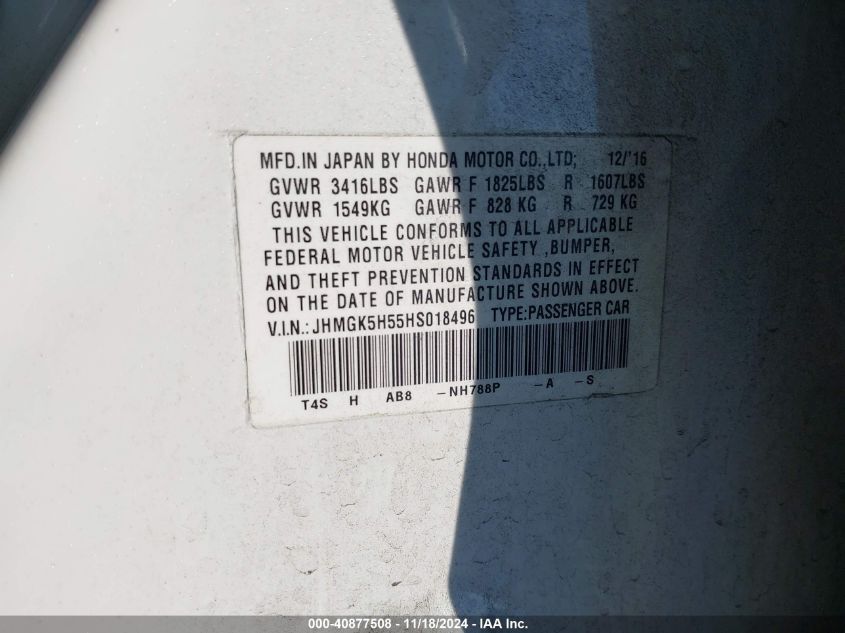 MFD.IN JAPAN BY HONDA MOTOR CO.,LTD; 12/'16
GVWR 3416LBS GAWR F 1825LBS R 1607LBS
GVWR 1549KG GAWR F 828 KG R 729 KG
THIS VEHICLE CONFORMS TO ALL APPLICABLE
FEDERAL MOTOR VEHICLE SAFETY ,BUMPER,
AND THEFT PREVENTION STANDARDS IN EFFECT
ON THE DATE OF MANUFACTURE SHOWN ABOVE.
V.I.N.: JHMGK5H55HS018496 TYPE:PASSENGER CAR
T4S H AB8 -NH788P -A -S
000-40877508 - 11/18/2024 - IAA Inc.